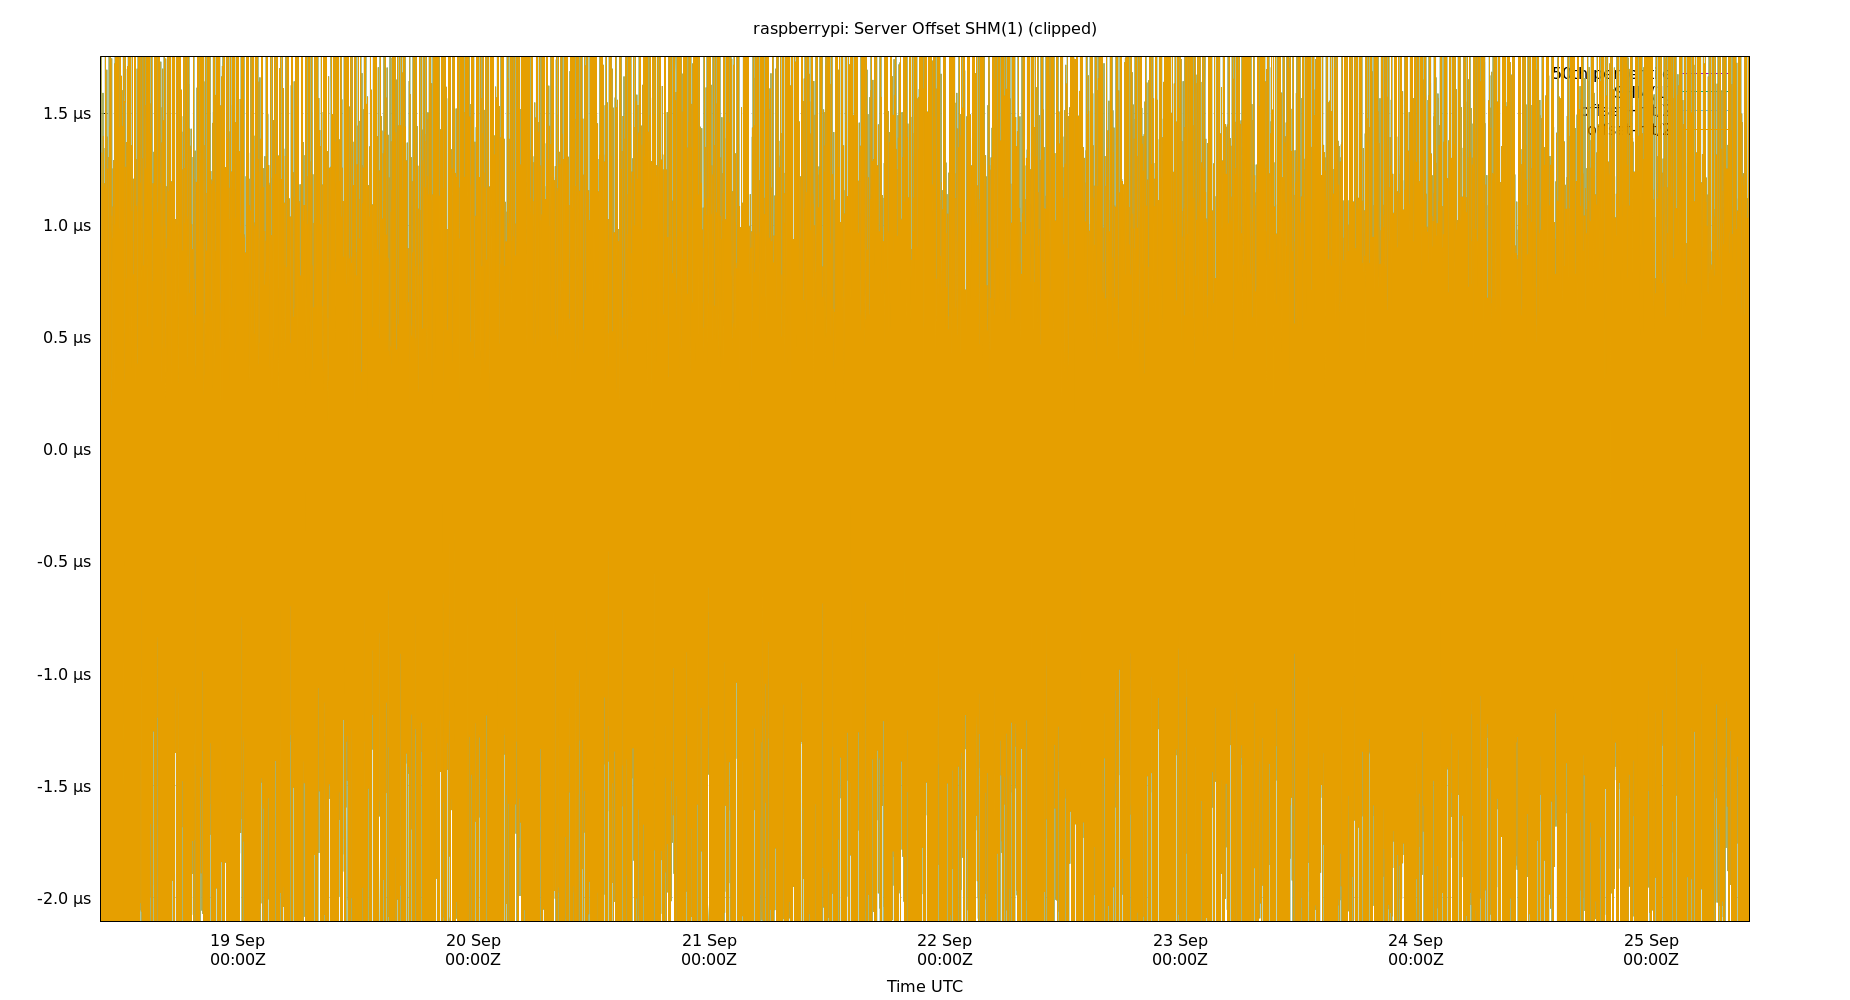 raspberrypi: Server Offset SHM(1) (clipped)
1.5 µs
1.0 µs
0.5 µs
0.0 µs
-0.5 µs
-1.0 µs
-1.5 µs
-2.0 µs
19 Sep 20 Sep 21 Sep 22 Sep 23 Sep 24 Sep 25 Sep
00:00Z 00:00Z 00:00Z 00:00Z 00:00Z 00:00Z 00:00Z
Time UTC